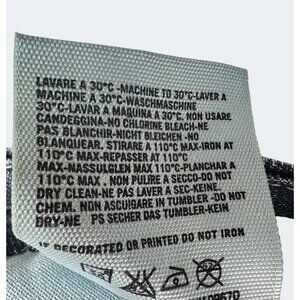 LAVARE A 30°C -MACHINE TO 30°C-LAVER A
MACHINE A 30°C-WASCHMASCHINE
30°C-LAVAR A MAQUINA A 30°C, NON USARE
CANDEGGINA-NO CHLORINE BLEACH-NE
PAS BLANCHIR-NICHT BLEICHEN -NO
BLANQUEAR. STIRARE A 110°C MAX-IRON AT
110°C MAX-REPASSER AT 110°C
MAX-NASSULGLEN MAX 110°C-PLANCHAR A
110°C MAX . NON PULIRE A SECCO-DO NOT
DRY CLEAN-NE PAS LAVER A SEC-KEINE.
CHEM. NON ASCUIGARE IN TUMBLER -DO NOT
DRY-NE PS SECHER DAS TUMBLER-KEIN
IF DECORATED OR PRINTED DO NOT IRON